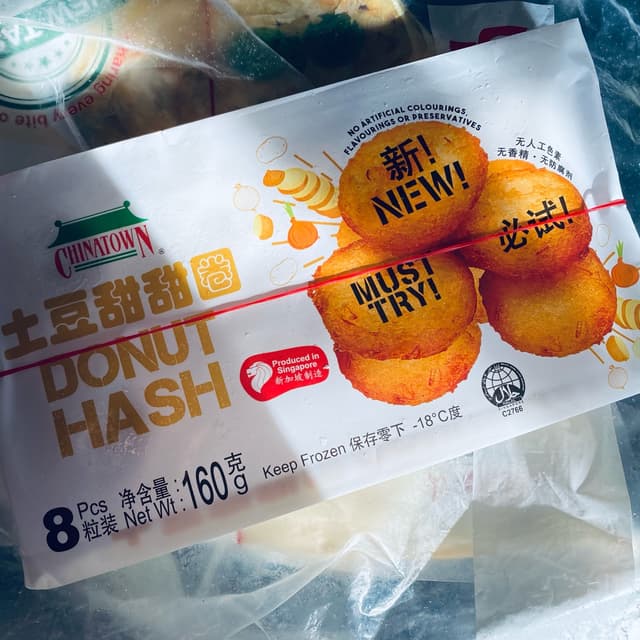 NO ARTIFICIAL COLOURINGS,
FLAVOURINGS OR PRESERVATIVES
新!
NEW!
无人工色素
无香精·无防腐剂
必试!
MUST
TRY!
CHINATOWN
土豆甜甜卷
DONUT
HASH
Produced in
Singapore
新加坡制造
C2766
Keep Frozen 保存零下 -18°C度
8 Pcs 粒装
净含量: 160克
Net Wt: 160g